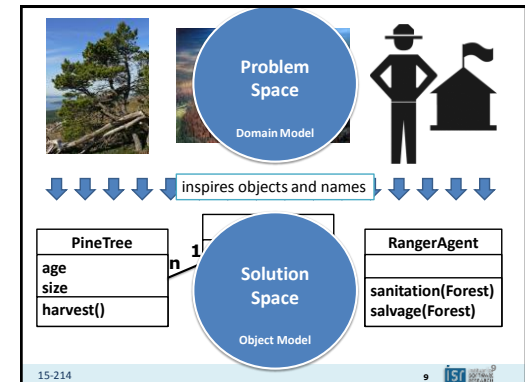 Problem
Space
Domain Model
inspires objects and names
PineTree
age
size
harvest()
n
1
Solution
Space
Object Model
RangerAgent
sanitation(Forest)
salvage(Forest)
15-214
9
9
isr